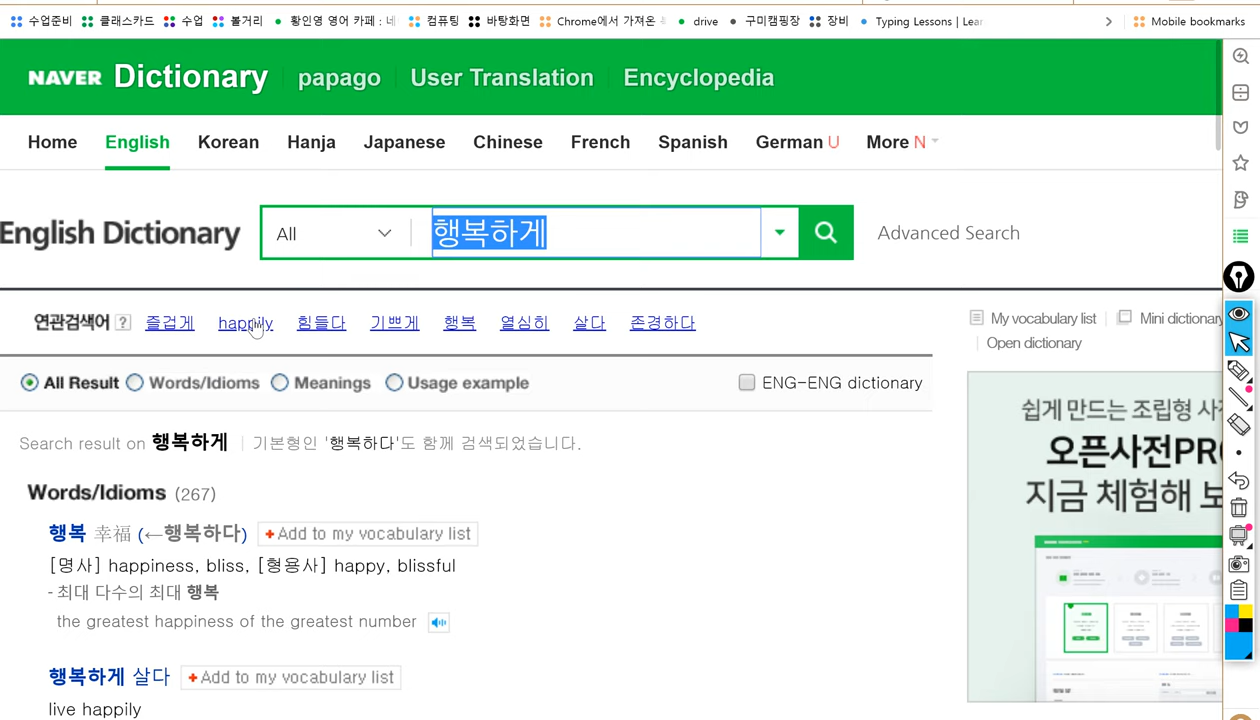 수업준비 클래스카드 수업 볼거리 황인영 영어 카페 : 네 컴퓨팅 바탕화면 Chrome에서 가져온 drive 구미캠핑장 장비 Typing Lessons | Lear Mobile bookmarks
NAVER Dictionary papago User Translation Encyclopedia
Home English Korean Hanja Japanese Chinese French Spanish German U More N
English Dictionary All 행복하게 Advanced Search
연관검색어 ? 즐겁게 happily 힘들다 기쁘게 행복 열심히 살다 존경하다
My vocabulary list Mini dictionary
Open dictionary
All Result Words/Idioms Meanings Usage example ENG-ENG dictionary
쉽게 만드는 조립형 사
오픈사전PR
지금 체험해 보
Search result on 행복하게 기본형인 '행복하다'도 함께 검색되었습니다.
Words/Idioms (267)
행복 幸福 (←행복하다) + Add to my vocabulary list
[명사] happiness, bliss, [형용사] happy, blissful
- 최대 다수의 최대 행복
the greatest happiness of the greatest number
행복하게 살다 + Add to my vocabulary list
live happily